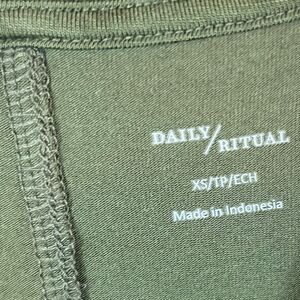 DAILY/RITUAL
XS/TP/ECH
Made in Indonesia